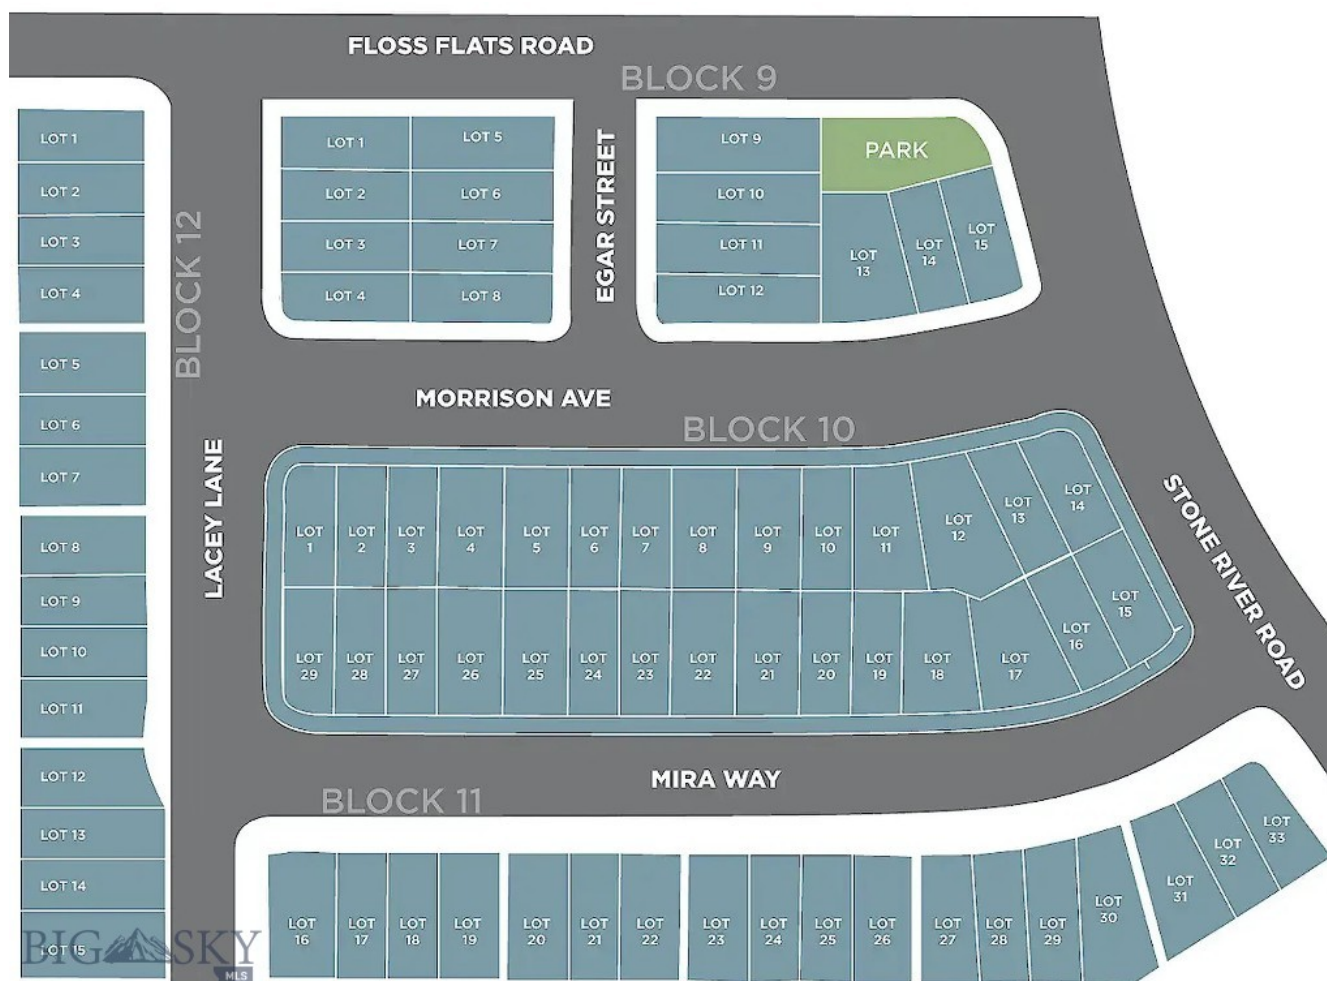 FLOSS FLATS ROAD
BLOCK 9
LOT 1
LOT 2
LOT 3
LOT 4
LOT 5
LOT 6
LOT 7
LOT 8
LOT 9
LOT 10
LOT 11
LOT 12
LOT 13
LOT 14
LOT 15
BLOCK 12
LACEY LANE
LOT 1
LOT 2
LOT 3
LOT 4
LOT 5
LOT 6
LOT 7
LOT 8
EGAR STREET
LOT 9
LOT 10
LOT 11
LOT 12
PARK
LOT
13
LOT
14
LOT
15
MORRISON AVE
BLOCK 10
STONE RIVER ROAD
LOT
1
LOT
2
LOT
3
LOT
4
LOT
5
LOT
6
LOT
7
LOT
8
LOT
9
LOT
10
LOT
11
LOT
12
LOT
13
LOT
14
LOT
15
LOT
16
LOT
17
LOT
18
LOT
19
LOT
20
LOT
21
LOT
22
LOT
23
LOT
24
LOT
25
LOT
26
LOT
27
LOT
28
LOT
29
MIRA WAY
BLOCK 11
LOT
16
LOT
17
LOT
18
LOT
19
LOT
20
LOT
21
LOT
22
LOT
23
LOT
24
LOT
25
LOT
26
LOT
27
LOT
28
LOT
29
LOT
30
LOT
31
LOT
32
LOT
33
BIG SKY
MLS